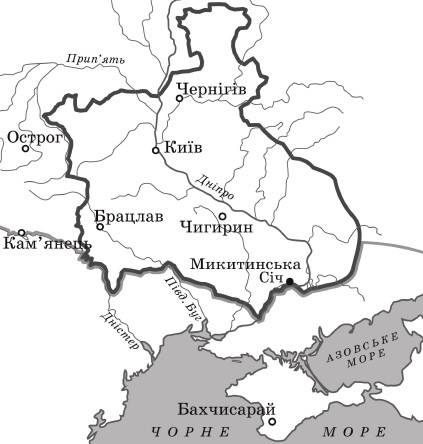 Прип’ять
Чернігів
Острог
Київ
Дніпро
Брацлав
Чигирин
Кам’янець
Микитинська
Січ
Півд. Буг
Дністер
АЗОВСЬКЕ
МОРЕ
Бахчисарай
ЧОРНЕ МОРЕ